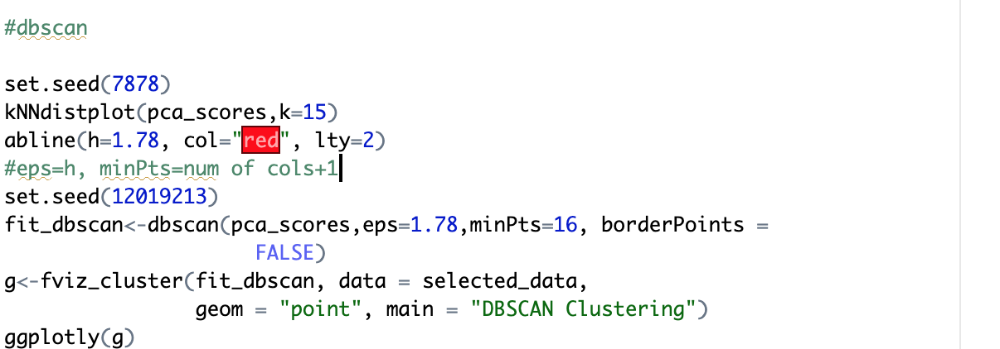 #dbscan
set.seed(7878)
kNNdistplot(pca_scores,k=15)
abline(h=1.78, col="red", lty=2)
#eps=h, minPts=num of cols+1
set.seed(12019213)
fit_dbscan<-dbscan(pca_scores,eps=1.78,minPts=16, borderPoints =
FALSE)
g<-fviz_cluster(fit_dbscan, data = selected_data,
geom = "point", main = "DBSCAN Clustering")
ggplotly(g)